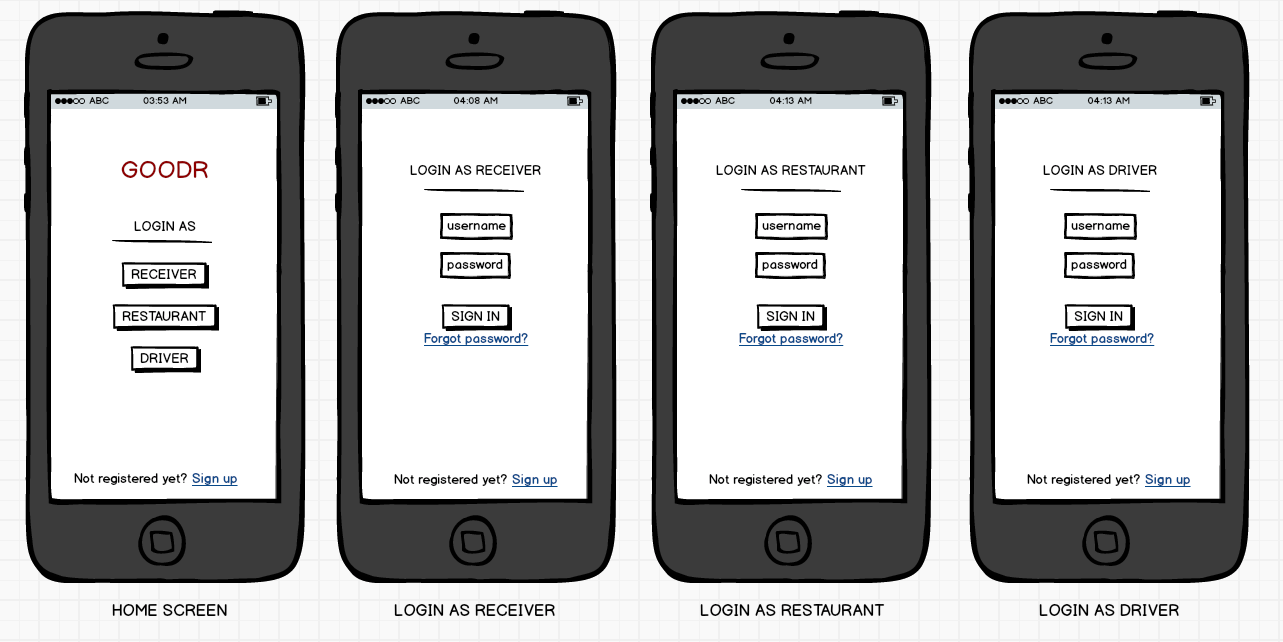 ABC 03:53 AM
GOODR
LOGIN AS
RECEIVER
RESTAURANT
DRIVER
Not registered yet? Sign up
HOME SCREEN
ABC 04:08 AM
LOGIN AS RECEIVER
username
password
SIGN IN
Forgot password?
Not registered yet? Sign up
LOGIN AS RECEIVER
ABC 04:13 AM
LOGIN AS RESTAURANT
username
password
SIGN IN
Forgot password?
Not registered yet? Sign up
LOGIN AS RESTAURANT
ABC 04:13 AM
LOGIN AS DRIVER
username
password
SIGN IN
Forgot password?
Not registered yet? Sign up
LOGIN AS DRIVER